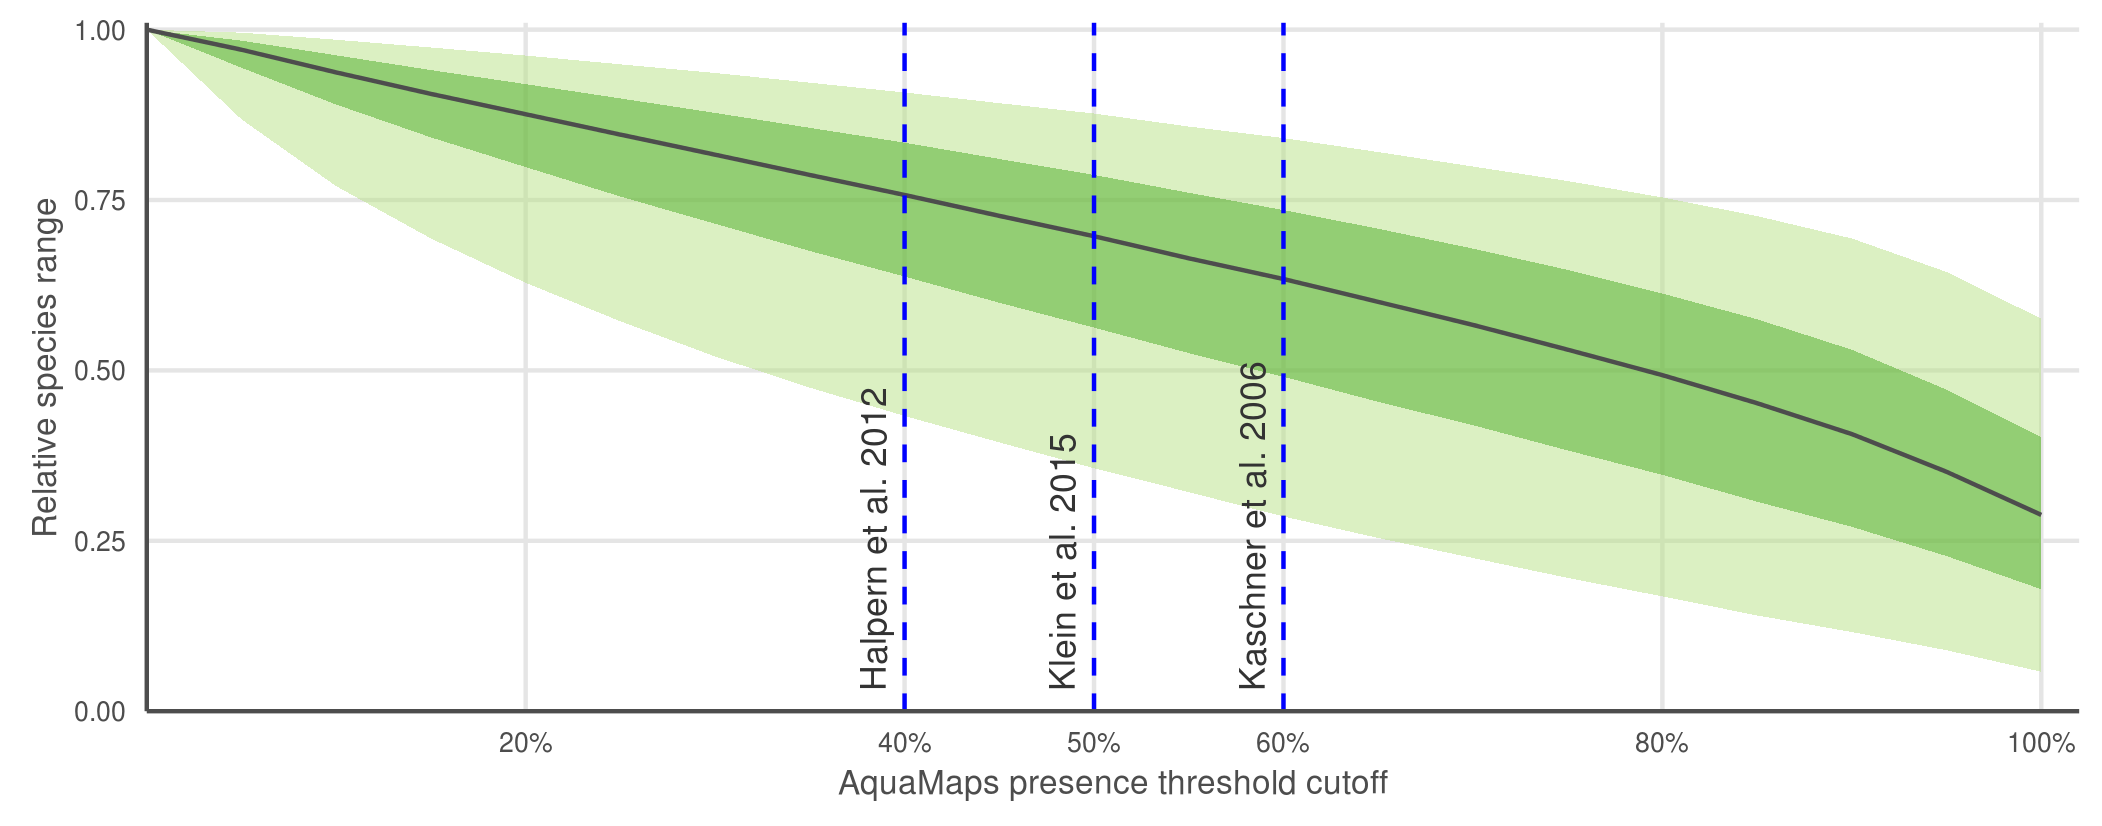 1.00
0.75
0.50
0.25
0.00
Relative species range
Halpern et al. 2012
Klein et al. 2015
Kaschner et al. 2006
20%
40%
50%
60%
80%
100%
AquaMaps presence threshold cutoff